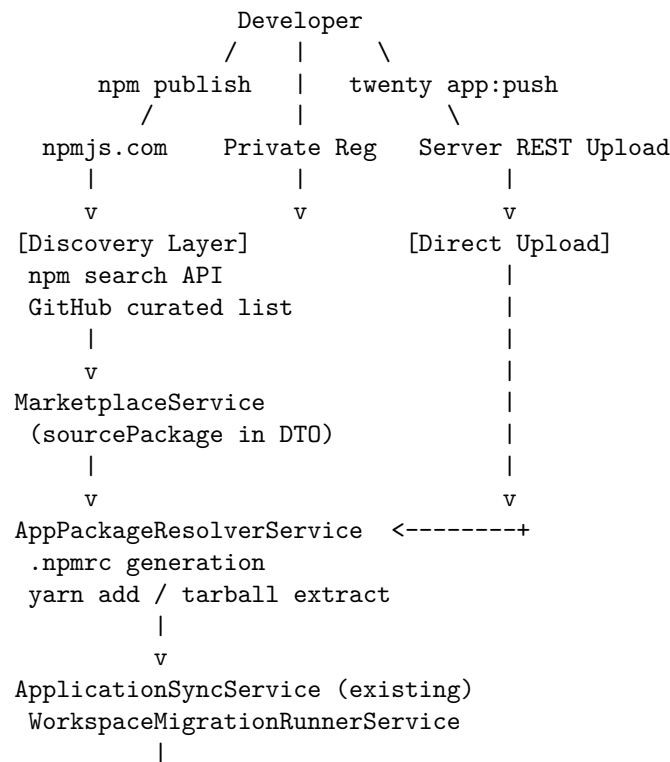 Developer
/ | \
npm publish | twenty app:push
/ | \
npmjs.com Private Reg Server REST Upload
| | |
v v v
[Discovery Layer] [Direct Upload]
npm search API |
GitHub curated list |
| |
v |
MarketplaceService |
(sourcePackage in DTO) |
| |
v v
AppPackageResolverService <--------+
.npmrc generation
yarn add / tarball extract
|
v
ApplicationSyncService (existing)
WorkspaceMigrationRunnerService
|